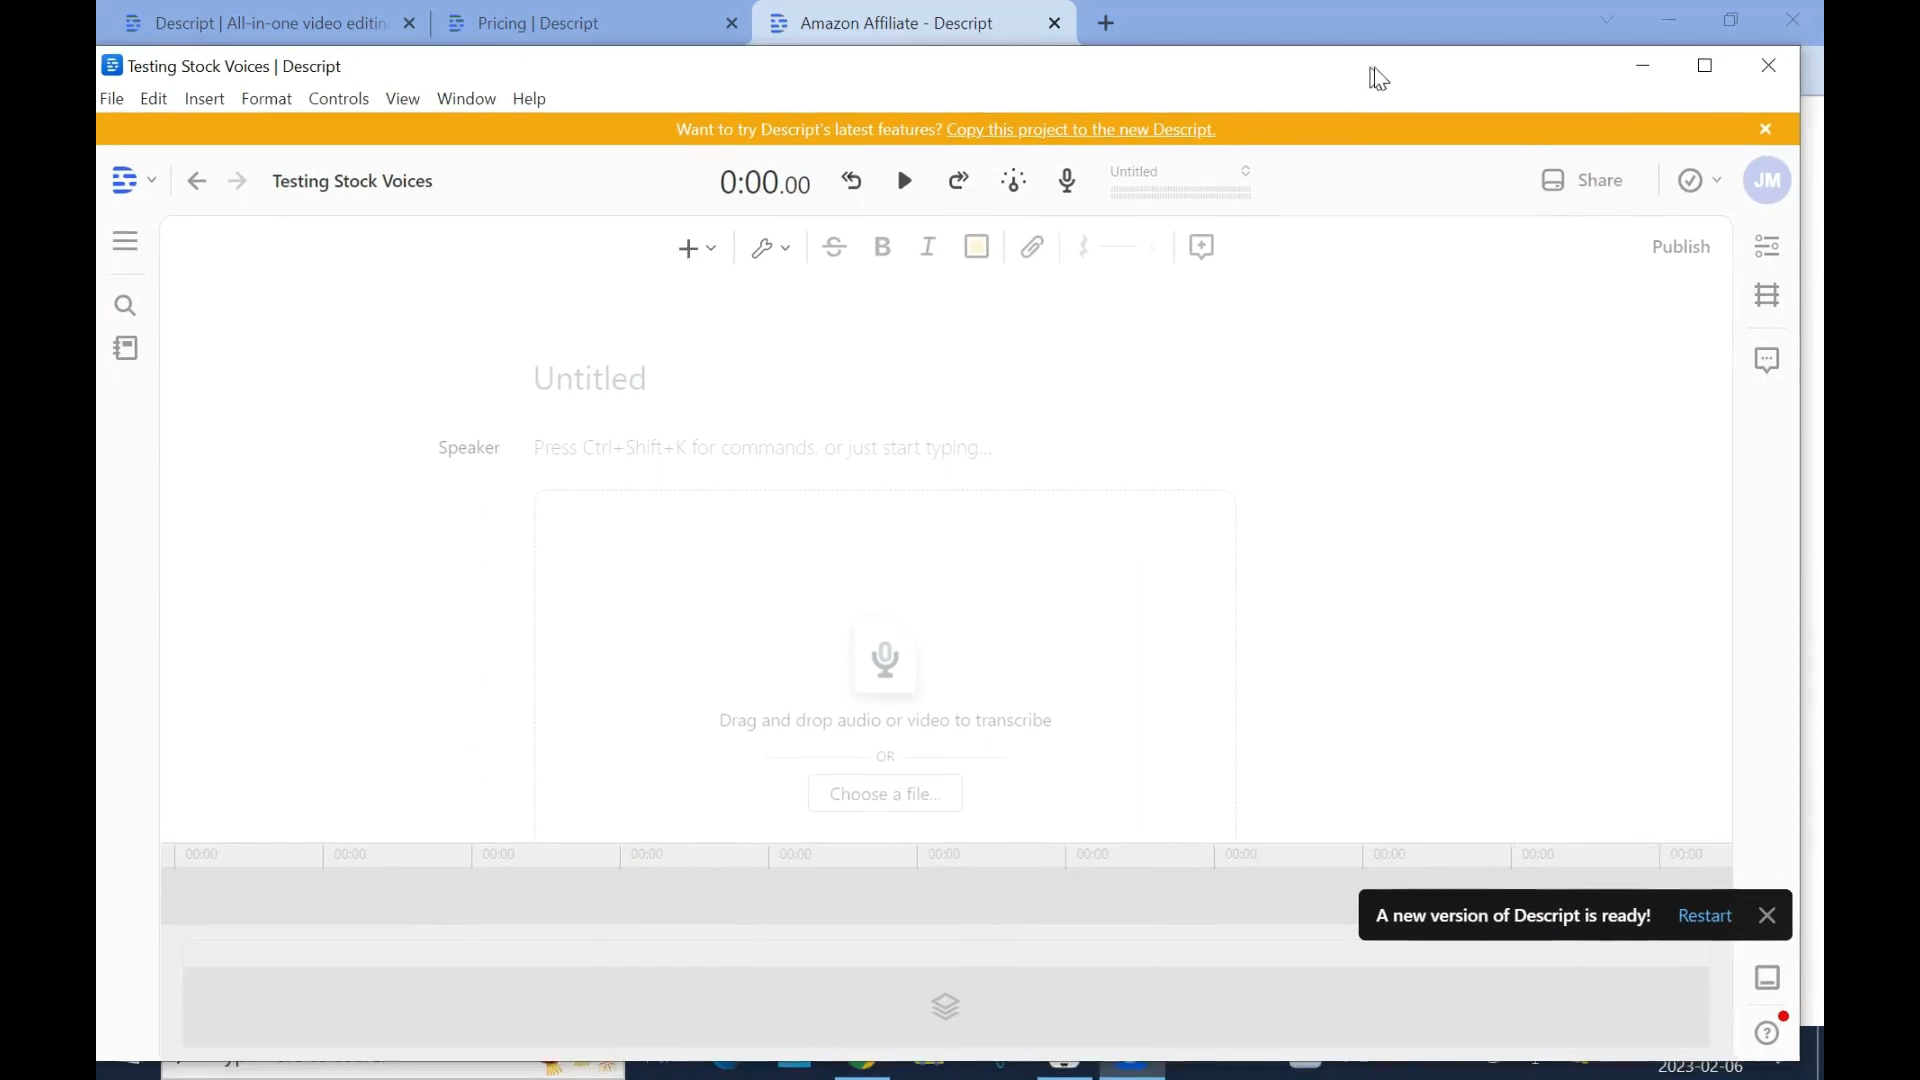 Descript | All-in-one video editin
Pricing | Descript
Amazon Affiliate - Descript
Testing Stock Voices | Descript
File Edit Insert Format Controls View Window Help
Want to try Descript's latest features? Copy this project to the new Descript.
Testing Stock Voices
0:00.00
Untitled
Share
JM
B I
Publish
Untitled
Speaker
Press Ctrl+Shift+K for commands, or just start typing...
Drag and drop audio or video to transcribe
OR
Choose a file...
00:00 00:00 00:00 00:00 00:00 00:00 00:00 00:00 00:00 00:00 00:00
A new version of Descript is ready! Restart
2023-02-06